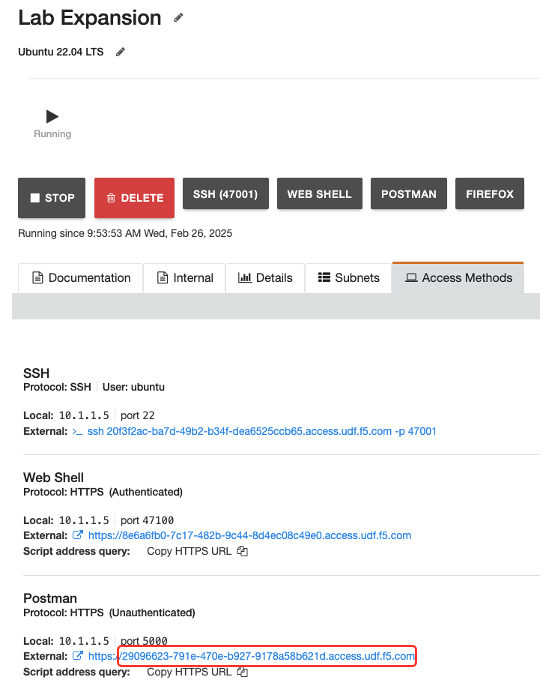 Lab Expansion
Ubuntu 22.04 LTS
Running
STOP DELETE SSH (47001) WEB SHELL POSTMAN FIREFOX
Running since 9:53:53 AM Wed, Feb 26, 2025
Documentation Internal Details Subnets Access Methods
SSH
Protocol: SSH User: ubuntu
Local: 10.1.1.5 port 22
External: >_ ssh 20f3f2ac-ba7d-49b2-b34f-dea6525ccb65.access.udf.f5.com -p 47001
Web Shell
Protocol: HTTPS (Authenticated)
Local: 10.1.1.5 port 47100
External: https://8e6a6fb0-7c17-482b-9c44-8d4ec08c49e0.access.udf.f5.com
Script address query: Copy HTTPS URL
Postman
Protocol: HTTPS (Unauthenticated)
Local: 10.1.1.5 port 5000
External: https://29096623-791e-470e-b927-9178a58b621d.access.udf.f5.com
Script address query: Copy HTTPS URL